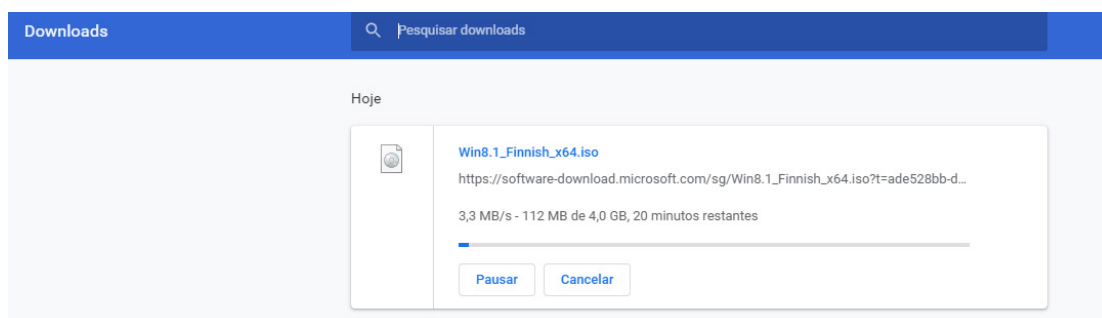 Downloads
Pesquisar downloads
Hoje
Win8.1_Finnish_x64.iso
https://software-download.microsoft.com/sg/Win8.1_Finnish_x64.iso?t=ade528bb-d...
3,3 MB/s - 112 MB de 4,0 GB, 20 minutos restantes
Pausar
Cancelar